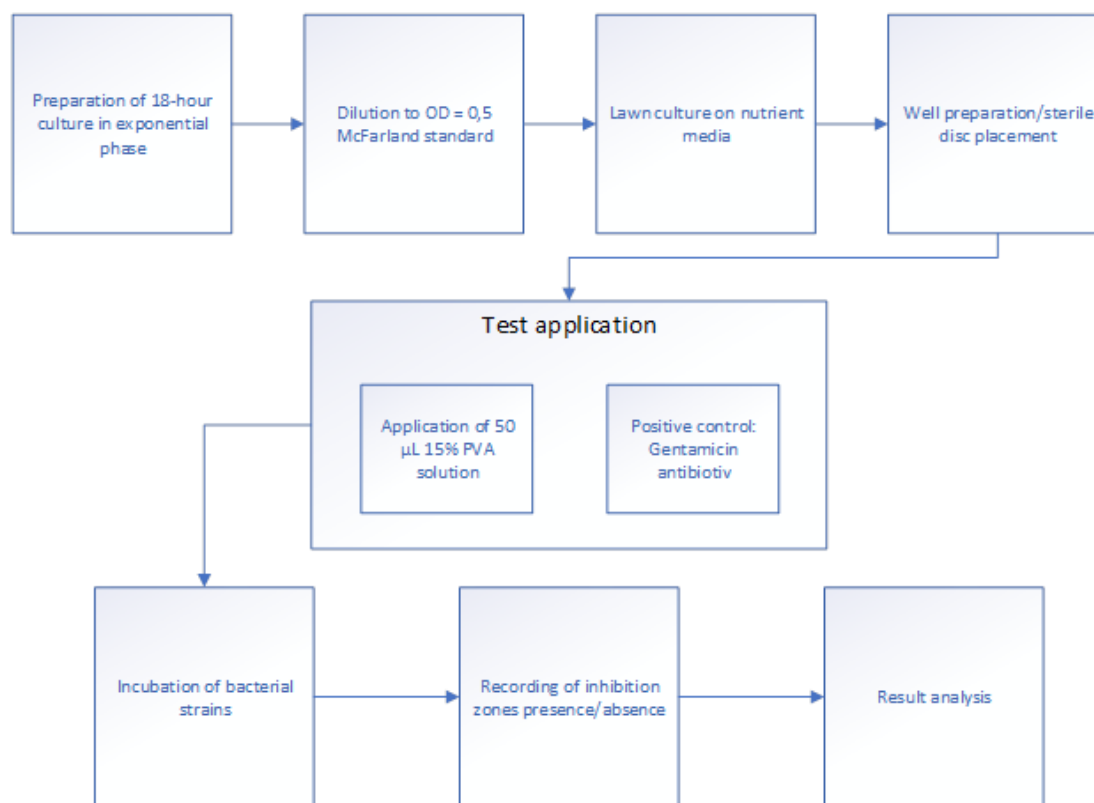 Preparation of 18-hour
culture in exponential
phase
Dilution to OD = 0,5
McFarland standard
Lawn culture on nutrient
media
Well preparation/sterile
disc placement
Test application
Application of 50
µL 15% PVA
solution
Positive control:
Gentamicin
antibiotiv
Incubation of bacterial
strains
Recording of inhibition
zones presence/absence
Result analysis